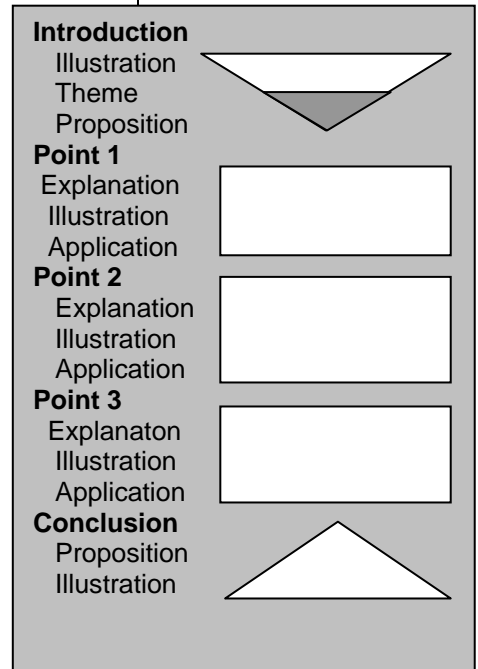 Introduction
Illustration
Theme
Proposition
Point 1
Explanation
Illustration
Application
Point 2
Explanation
Illustration
Application
Point 3
Explanaton
Illustration
Application
Conclusion
Proposition
Illustration